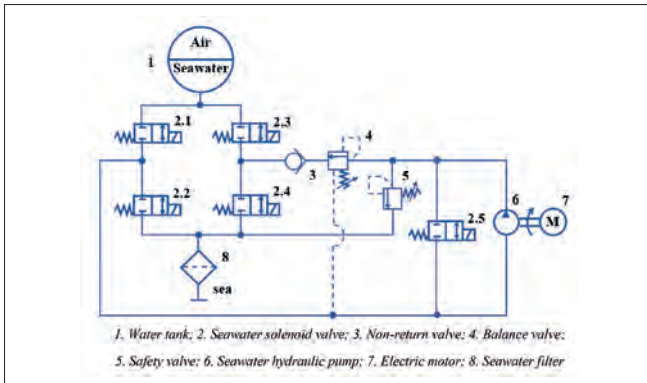 Air
1
Seawater
2.1
2.3
4
3
5
2.2
2.4
2.5
6
7
M
8
sea
1. Water tank; 2. Seawater solenoid valve; 3. Non-return valve; 4. Balance valve;
5. Safety valve; 6. Seawater hydraulic pump; 7. Electric motor; 8. Seawater filter